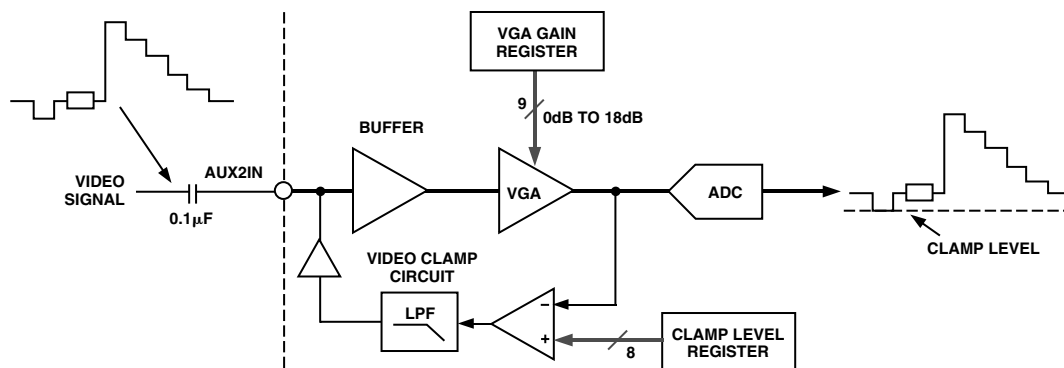 VGA GAIN
REGISTER
9
0dB TO 18dB
BUFFER
VIDEO
SIGNAL
AUX2IN
0.1µF
VGA
ADC
CLAMP LEVEL
VIDEO CLAMP
CIRCUIT
LPF
–
+
8
CLAMP LEVEL
REGISTER